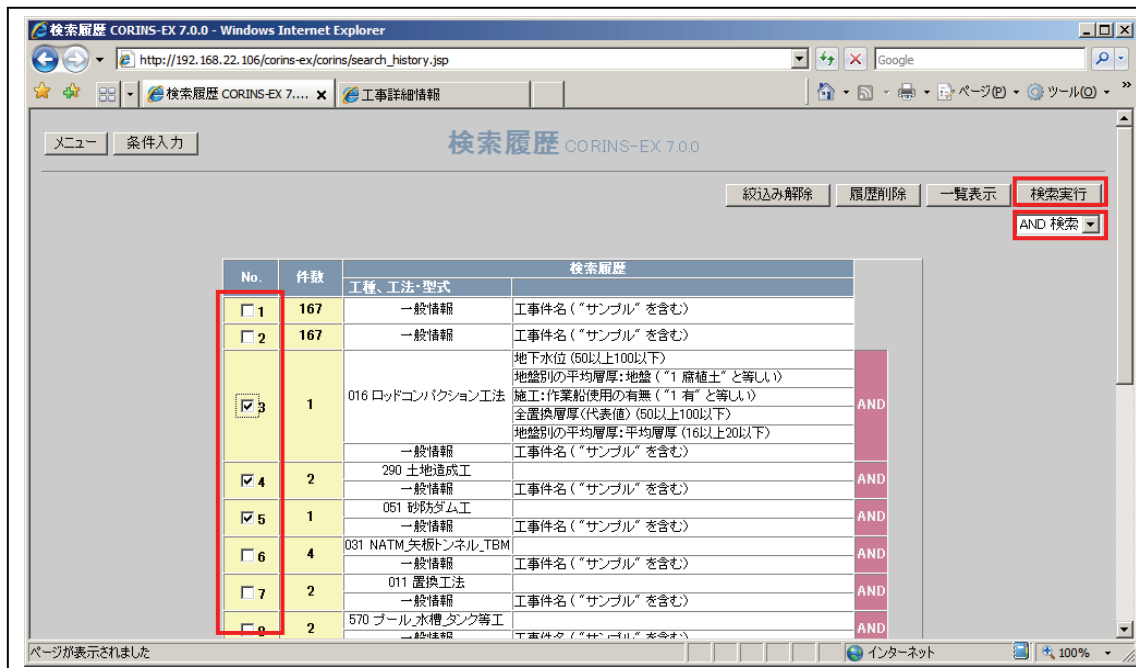 検索履歴 CORINS-EX 7.0.0 - Windows Internet Explorer
http://192.168.22.106/corins-ex/corins/search_history.jsp
Google
検索履歴 CORINS-EX 7....
工事詳細情報
ページ(P)
ツール(O)
メニュー 条件入力
検索履歴 CORINS-EX 7.0.0
絞込み解除 履歴削除 一覧表示 検索実行
AND 検索
No. 件数 検索履歴
工種、工法・型式
1 167 一般情報 工事件名 ( “サンプル” を含む)
2 167 一般情報 工事件名 ( “サンプル” を含む)
地下水位 (50以上100以下)
地盤別の平均層厚:地盤 ( “1 腐植土” と等しい)
3 1 016 ロッドコンパクション工法 施工:作業船使用の有無 ( “1 有” と等しい) AND
全置換層厚(代表値) (50以上100以下)
地盤別の平均層厚:平均層厚 (16以上20以下)
一般情報 工事件名 ( “サンプル” を含む)
4 2 290 土地造成工 AND
一般情報 工事件名 ( “サンプル” を含む)
5 1 051 砂防ダム工 AND
一般情報 工事件名 ( “サンプル” を含む)
6 4 031 NATM_矢板トンネル_TBM AND
一般情報 工事件名 ( “サンプル” を含む)
7 2 011 置換工法 AND
一般情報 工事件名 ( “サンプル” を含む)
8 2 570 プール_水槽_タンク等工 AND
一般情報 工事件名 ( “サンプル” を含む)
ページが表示されました
インターネット
100%